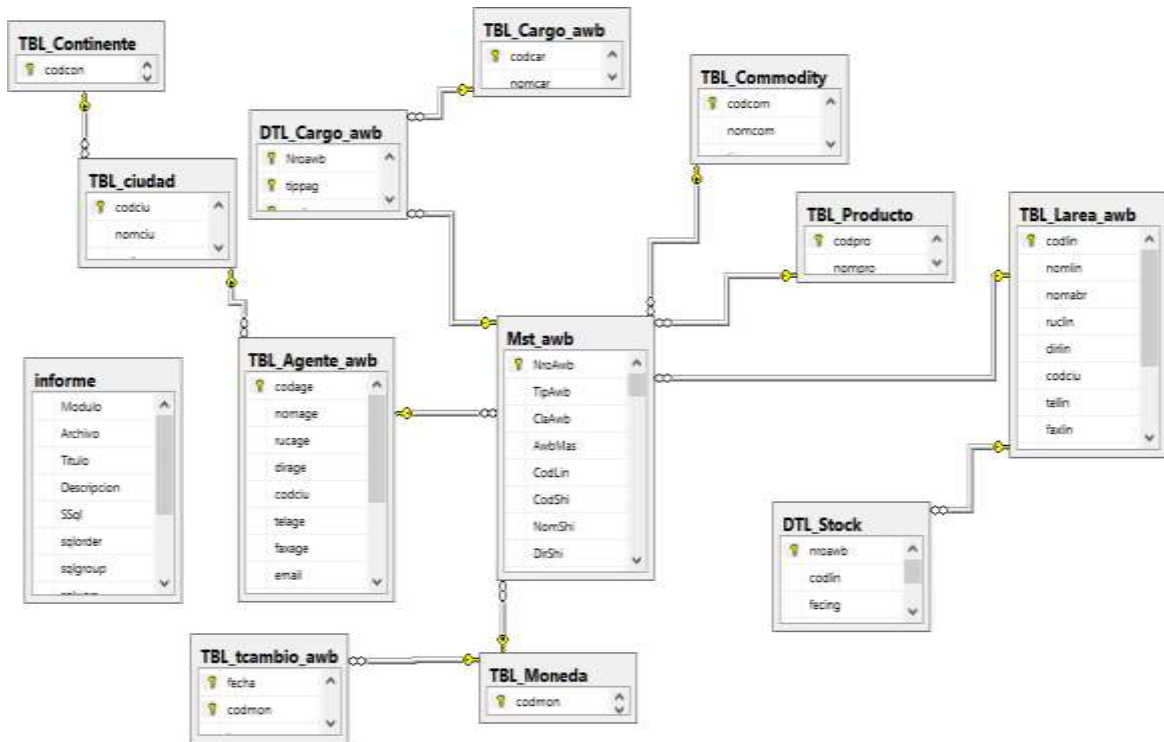 TBL_Continente
codcon
TBL_Cargo_awb
codcar
nomcar
TBL_Commodity
codcom
nomcom
DTL_Cargo_awb
Nroawb
tippag
TBL_ciudad
codciu
nomciu
TBL_Producto
codpro
nompro
TBL_Larea_awb
codlin
nomlin
nomabr
ruclin
dirlin
codciu
tellin
faxlin
Mst_awb
NroAwb
TipAwb
ClaAwb
AwbMas
CodLin
CodShi
NomShi
DirShi
TBL_Agente_awb
codage
nomage
rucage
dirage
codciu
telage
faxage
email
informe
Modulo
Archivo
Titulo
Descripcion
SSql
sqlorder
sqlgroup
DTL_Stock
nroawb
codlin
fecing
TBL_tcambio_awb
fecha
codmon
TBL_Moneda
codmon